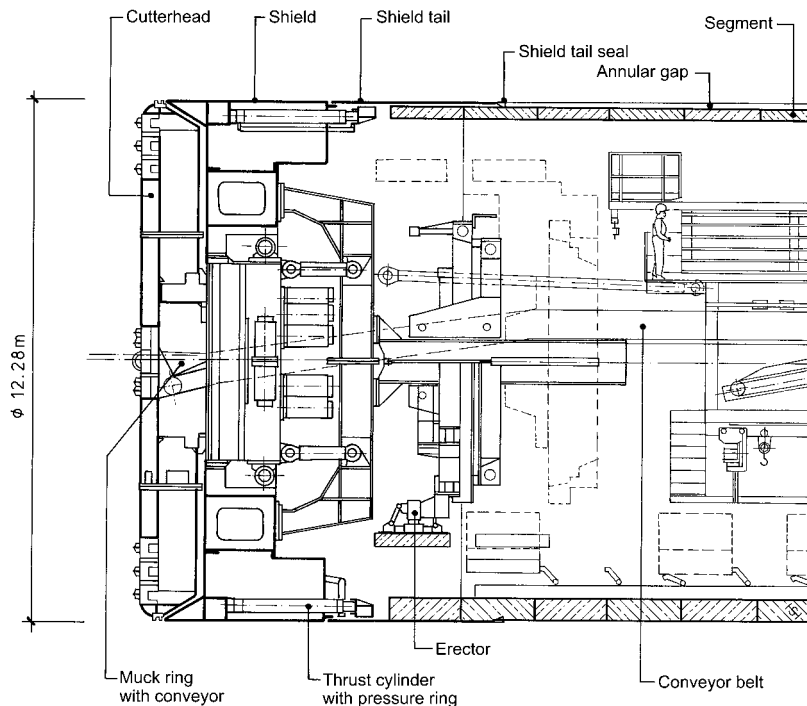 Cutterhead
Shield
Shield tail
Segment
Shield tail seal
Annular gap
ϕ 12.28m
Erector
Muck ring
with conveyor
Thrust cylinder
with pressure ring
Conveyor belt